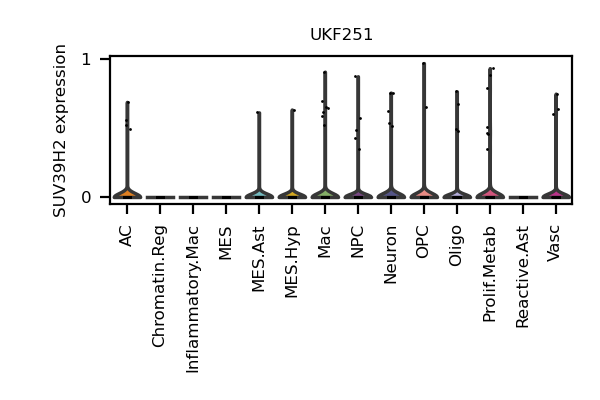 UKF251
SUV39H2 expression
1
0
AC
Chromatin.Reg
Inflammatory.Mac
MES
MES.Ast
MES.Hyp
Mac
NPC
Neuron
OPC
Oligo
Prolif.Metab
Reactive.Ast
Vasc